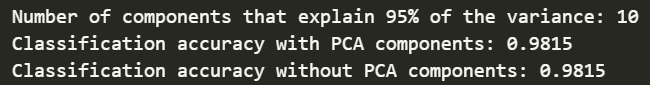 Number of components that explain 95% of the variance: 10
Classification accuracy with PCA components: 0.9815
Classification accuracy without PCA components: 0.9815